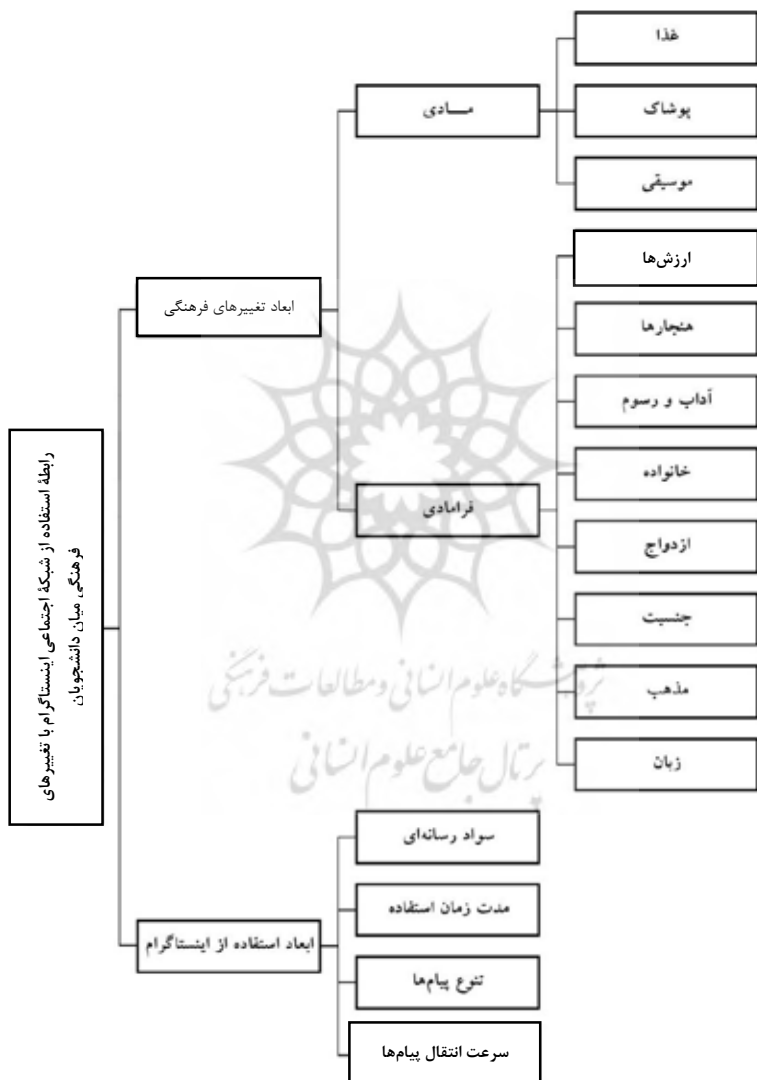 رابطهٔ استفاده از شبکهٔ اجتماعی اینستاگرام با تغییرهای
فرهنگی میان دانشجویان
ابعاد تغییرهای فرهنگی
مـــادی
غذا
پوشاک
موسیقی
فرامادی
ارزش‌ها
هنجارها
آداب و رسوم
خانواده
ازدواج
جنسیت
مذهب
زبان
ابعاد استفاده از اینستاگرام
سواد رسانه‌ای
مدت زمان استفاده
تنوع پیام‌ها
سرعت انتقال پیام‌ها
پژوهشگاه علوم انسانی و مطالعات فرهنگی
پرتال جامع علوم انسانی